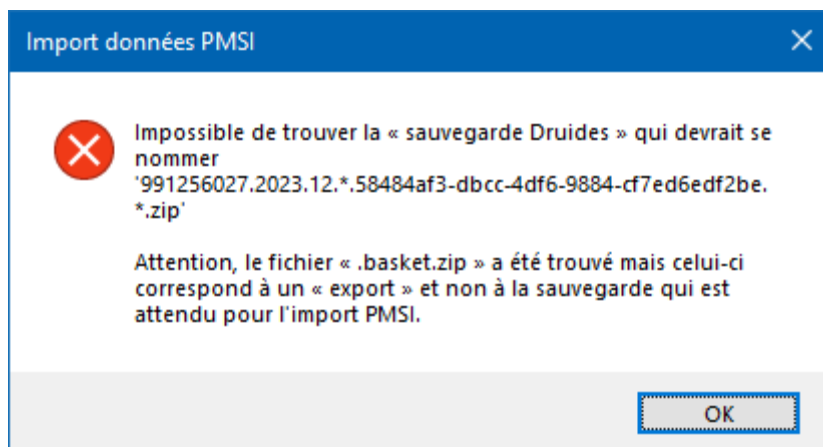 Import données PMSI
Impossible de trouver la « sauvegarde Druides » qui devrait se
nommer
'991256027.2023.12.*.58484af3-dbcc-4df6-9884-cf7ed6edf2be.
*.zip'
Attention, le fichier « .basket.zip » a été trouvé mais celui-ci
correspond à un « export » et non à la sauvegarde qui est
attendu pour l'import PMSI.
OK